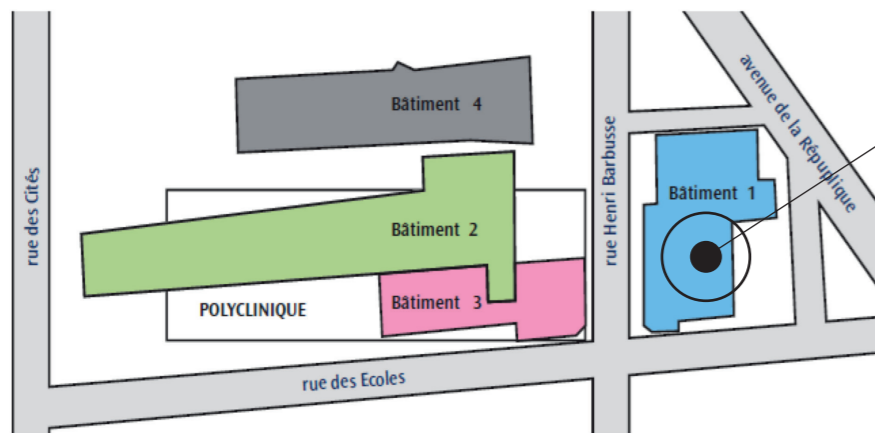 avenue de la Répuplique
Bâtiment 4
rue des Cités
rue Henri Barbusse
Bâtiment 1
Bâtiment 2
Bâtiment 3
POLYCLINIQUE
rue des Ecoles